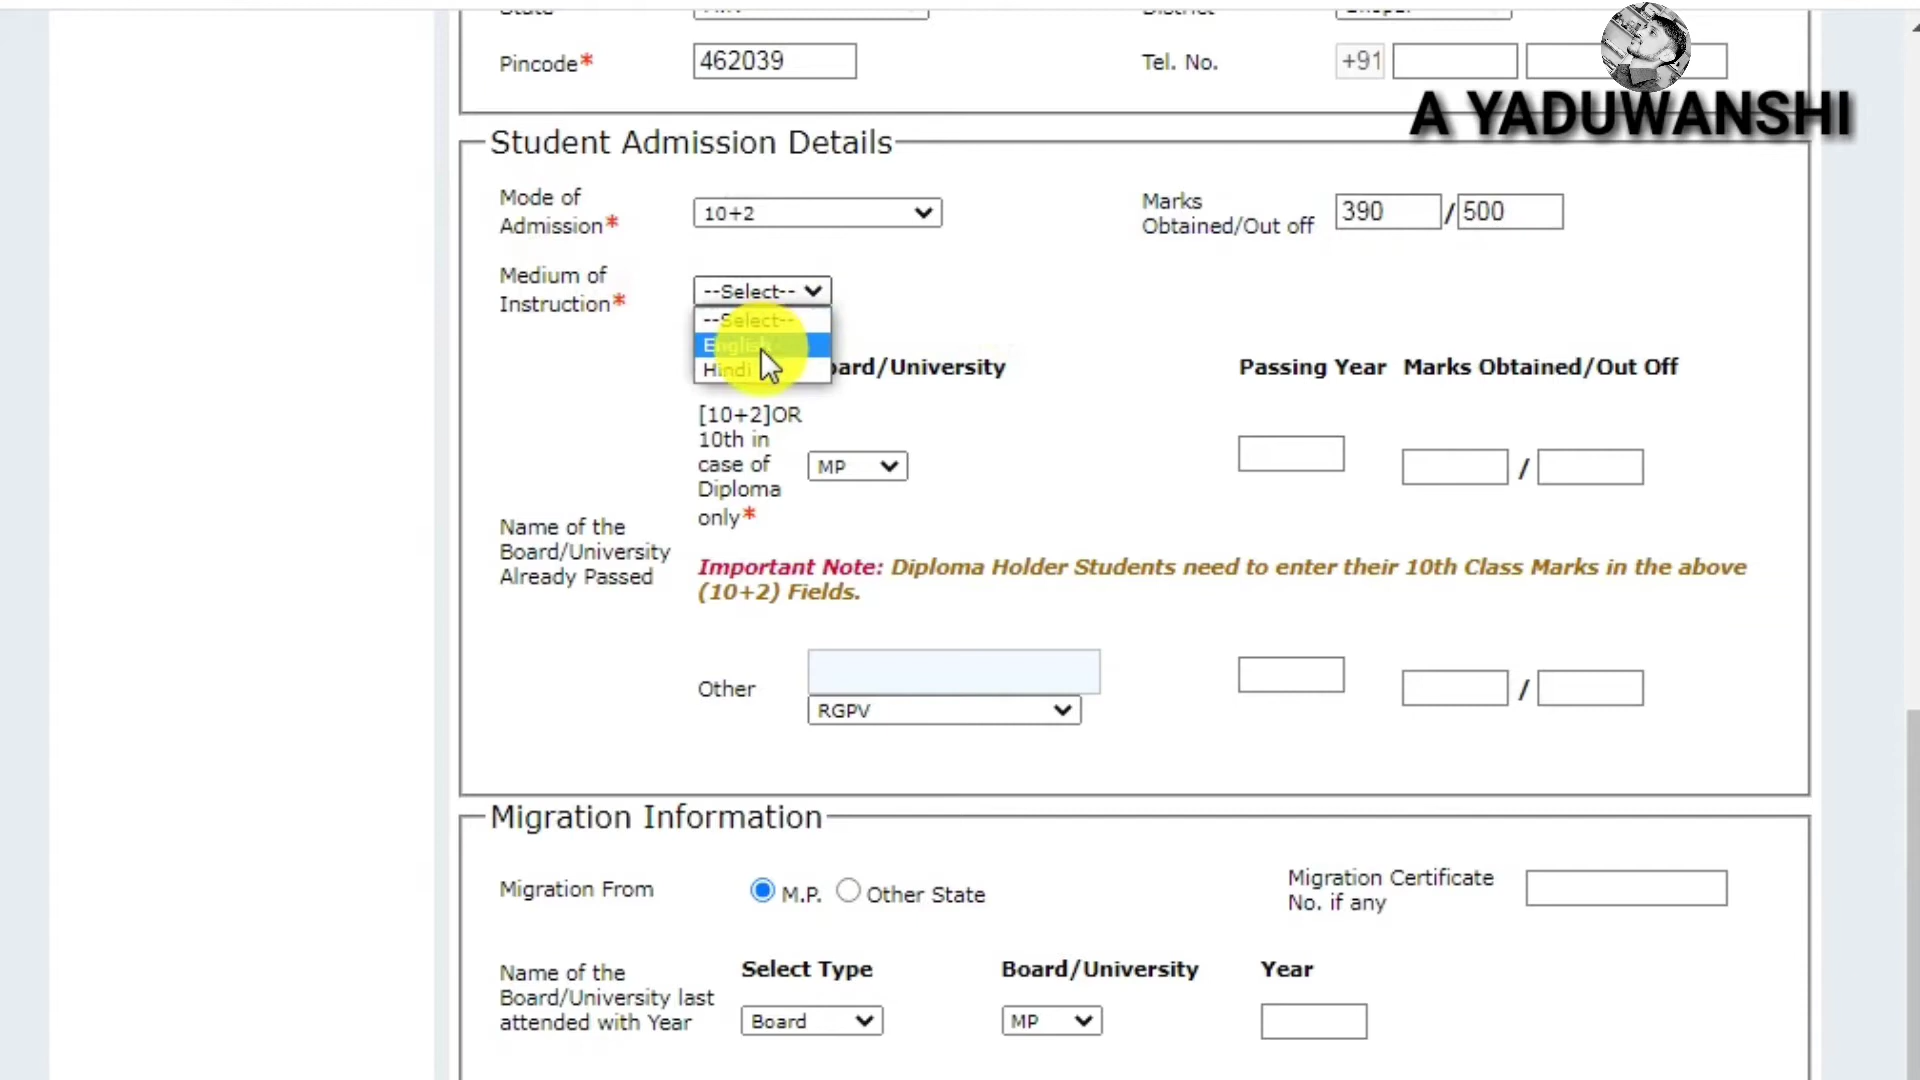 Pincode*
462039
Tel. No.
+91
A YADUWANSHI
Student Admission Details
Mode of
Admission*
10+2
Marks
Obtained/Out off
390 / 500
Medium of
Instruction*
--Select--
--Select--
English
Hindi
Board/University
Passing Year
Marks Obtained/Out Off
[10+2]OR
10th in
case of
Diploma
only*
MP
/
Name of the
Board/University
Already Passed
Important Note: Diploma Holder Students need to enter their 10th Class Marks in the above
(10+2) Fields.
Other
RGPV
/
Migration Information
Migration From
M.P.
Other State
Migration Certificate
No. if any
Name of the
Board/University last
attended with Year
Select Type
Board/University
Year
Board
MP